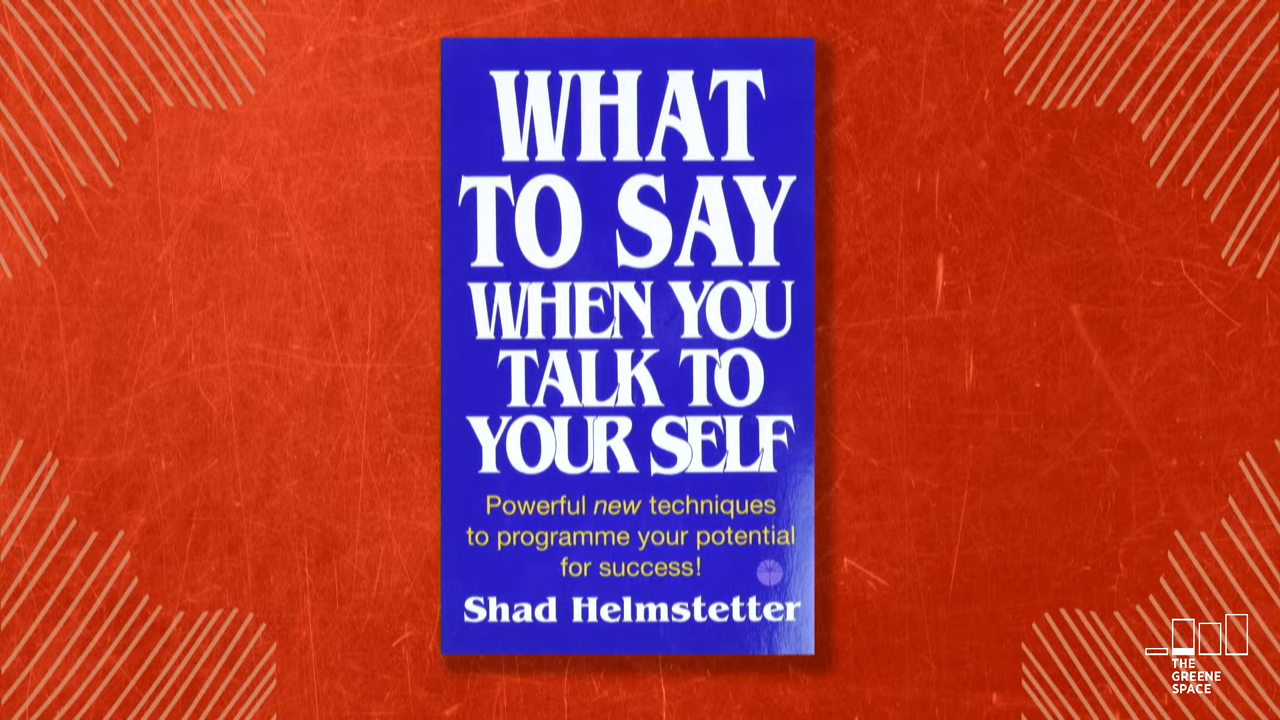 WHAT
TO SAY
WHEN YOU
TALK TO
YOUR SELF
Powerful new techniques
to programme your potential
for success!
Shad Helmstetter
THE
GREENE
SPACE